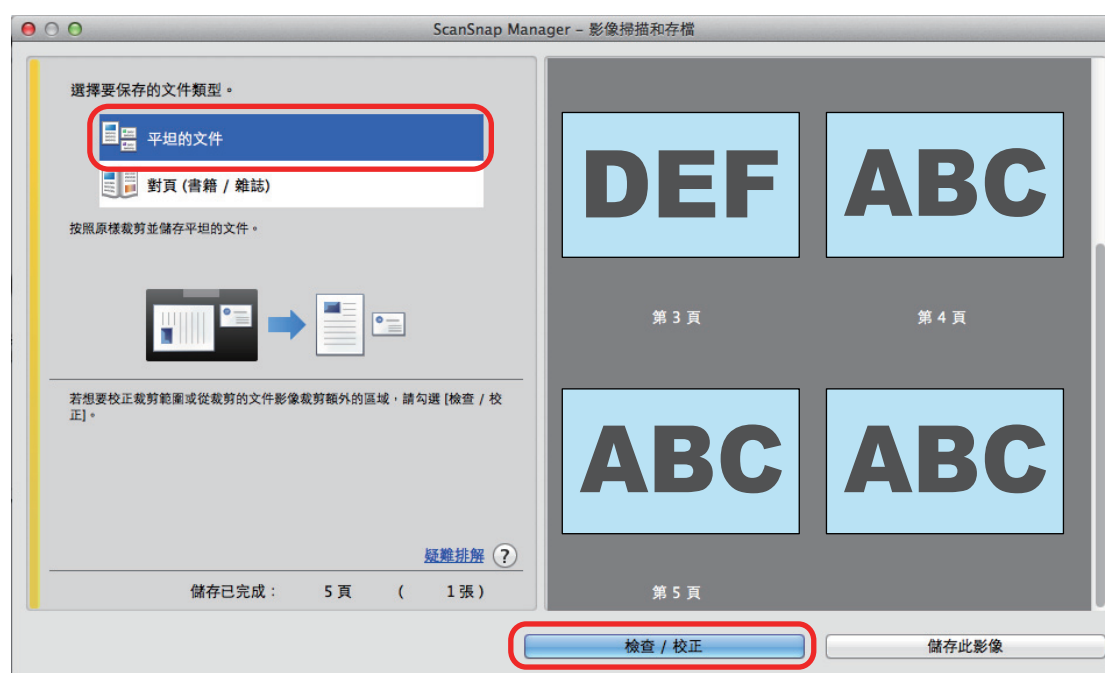 ScanSnap Manager – 影像掃描和存檔
選擇要保存的文件類型。
平坦的文件
對頁 (書籍 / 雜誌)
按照原樣裁剪並儲存平坦的文件。
若想要校正裁剪範圍或從裁剪的文件影像裁剪額外的區域，請勾選 [檢查 / 校
正]。
疑難排解 ?
儲存已完成： 5 頁 ( 1 張 )
DEF ABC
第 3 頁 第 4 頁
ABC ABC
第 5 頁
檢查 / 校正 儲存此影像